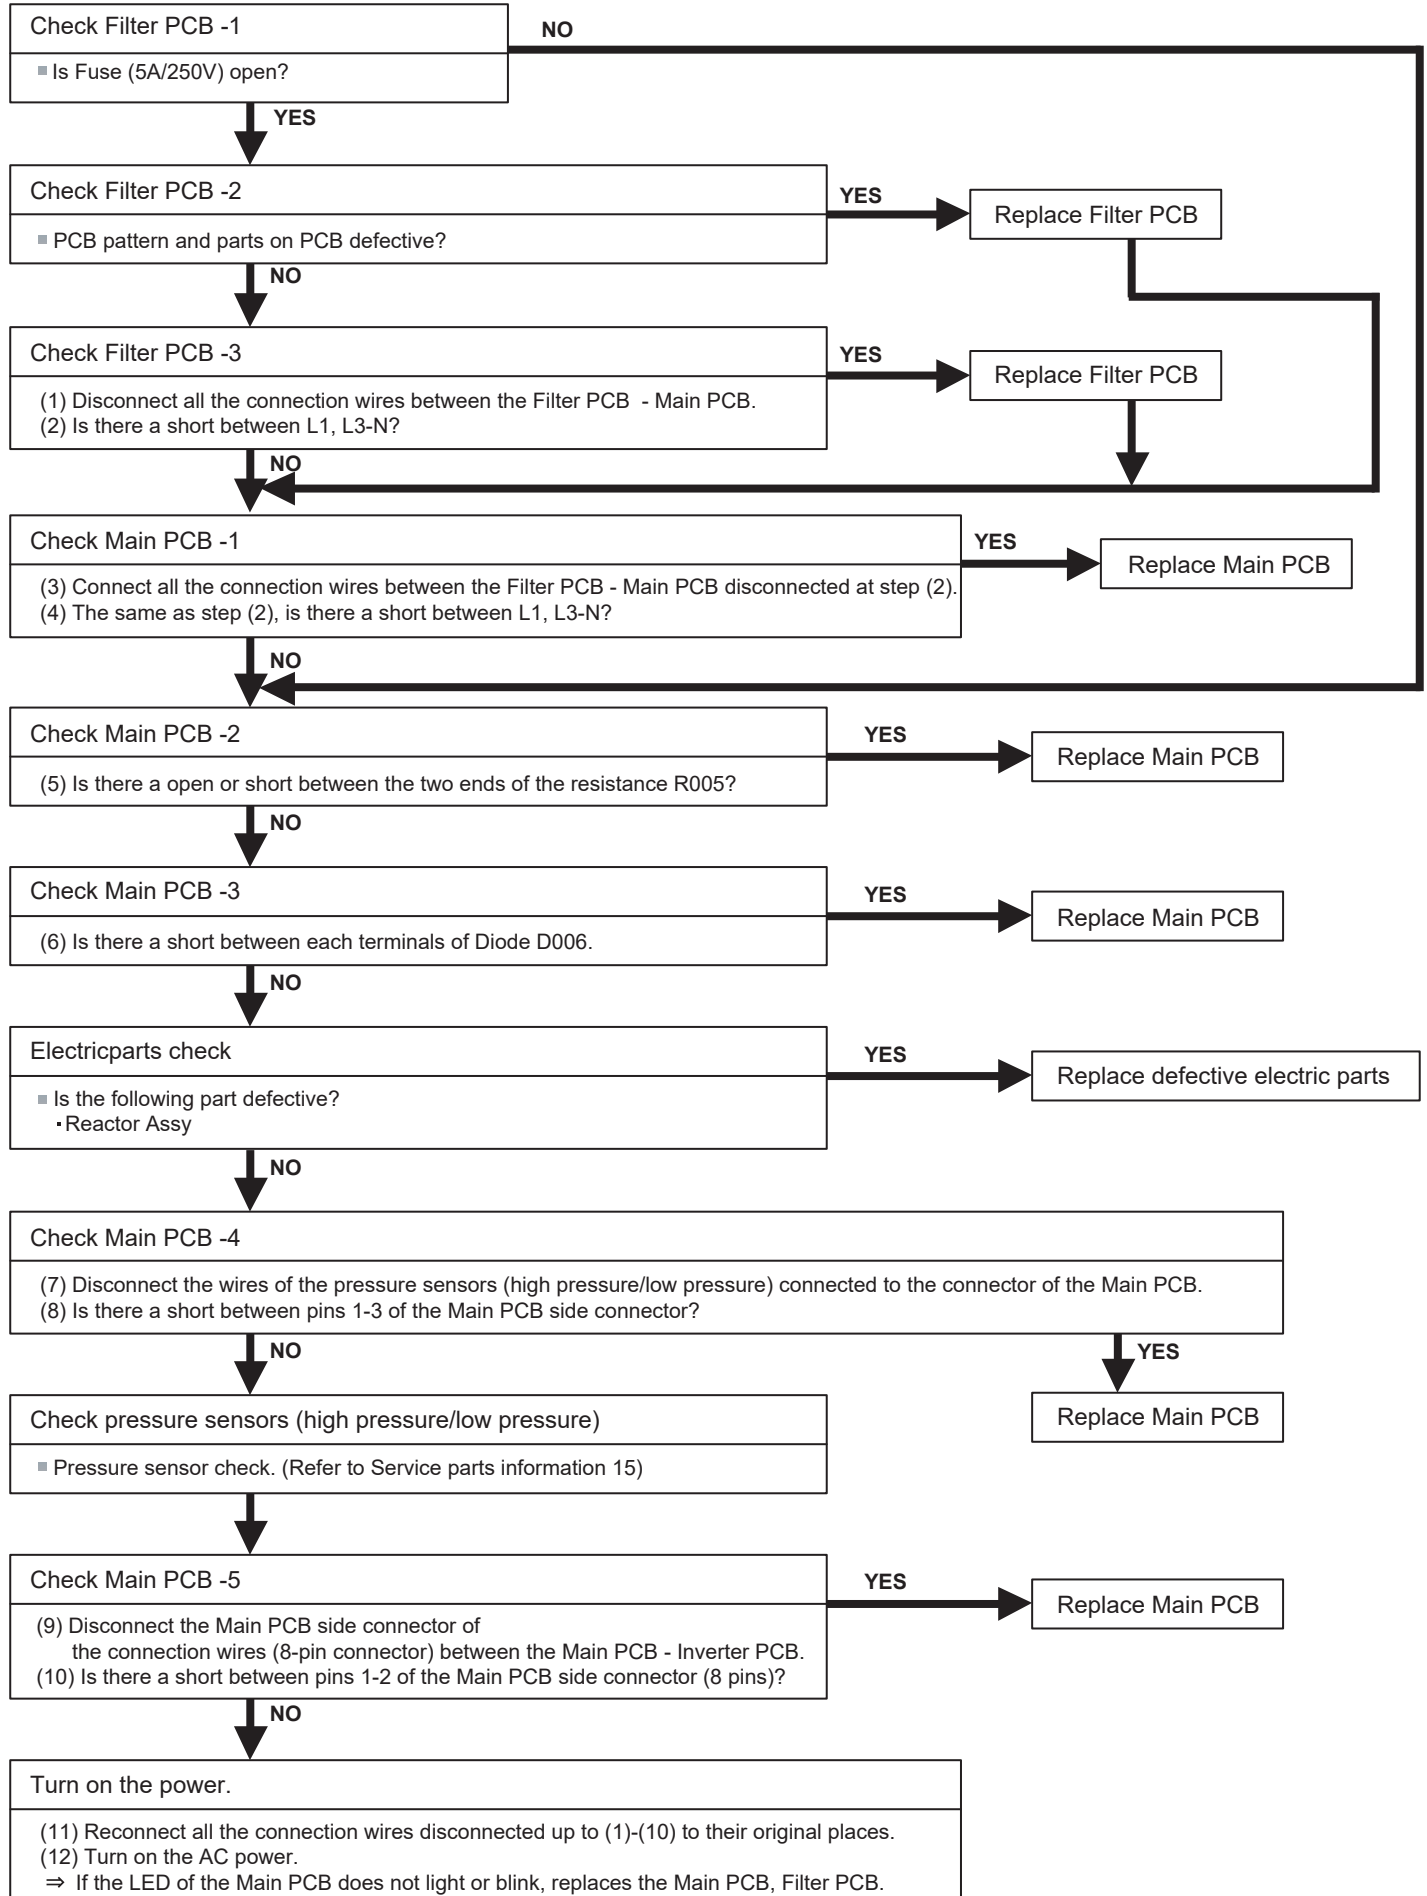 Check Filter PCB -1
NO
▪ Is Fuse (5A/250V) open?
YES
Check Filter PCB -2
YES
Replace Filter PCB
▪ PCB pattern and parts on PCB defective?
NO
Check Filter PCB -3
YES
Replace Filter PCB
(1) Disconnect all the connection wires between the Filter PCB - Main PCB.
(2) Is there a short between L1, L3-N?
NO
Check Main PCB -1
YES
Replace Main PCB
(3) Connect all the connection wires between the Filter PCB - Main PCB disconnected at step (2).
(4) The same as step (2), is there a short between L1, L3-N?
NO
Check Main PCB -2
YES
Replace Main PCB
(5) Is there a open or short between the two ends of the resistance R005?
NO
Check Main PCB -3
YES
Replace Main PCB
(6) Is there a short between each terminals of Diode D006.
NO
Electricparts check
YES
Replace defective electric parts
▪ Is the following part defective?
・Reactor Assy
NO
Check Main PCB -4
(7) Disconnect the wires of the pressure sensors (high pressure/low pressure) connected to the connector of the Main PCB.
(8) Is there a short between pins 1-3 of the Main PCB side connector?
NO
YES
Replace Main PCB
Check pressure sensors (high pressure/low pressure)
▪ Pressure sensor check. (Refer to Service parts information 15)
Check Main PCB -5
YES
Replace Main PCB
(9) Disconnect the Main PCB side connector of
the connection wires (8-pin connector) between the Main PCB - Inverter PCB.
(10) Is there a short between pins 1-2 of the Main PCB side connector (8 pins)?
NO
Turn on the power.
(11) Reconnect all the connection wires disconnected up to (1)-(10) to their original places.
(12) Turn on the AC power.
⇒ If the LED of the Main PCB does not light or blink, replaces the Main PCB, Filter PCB.